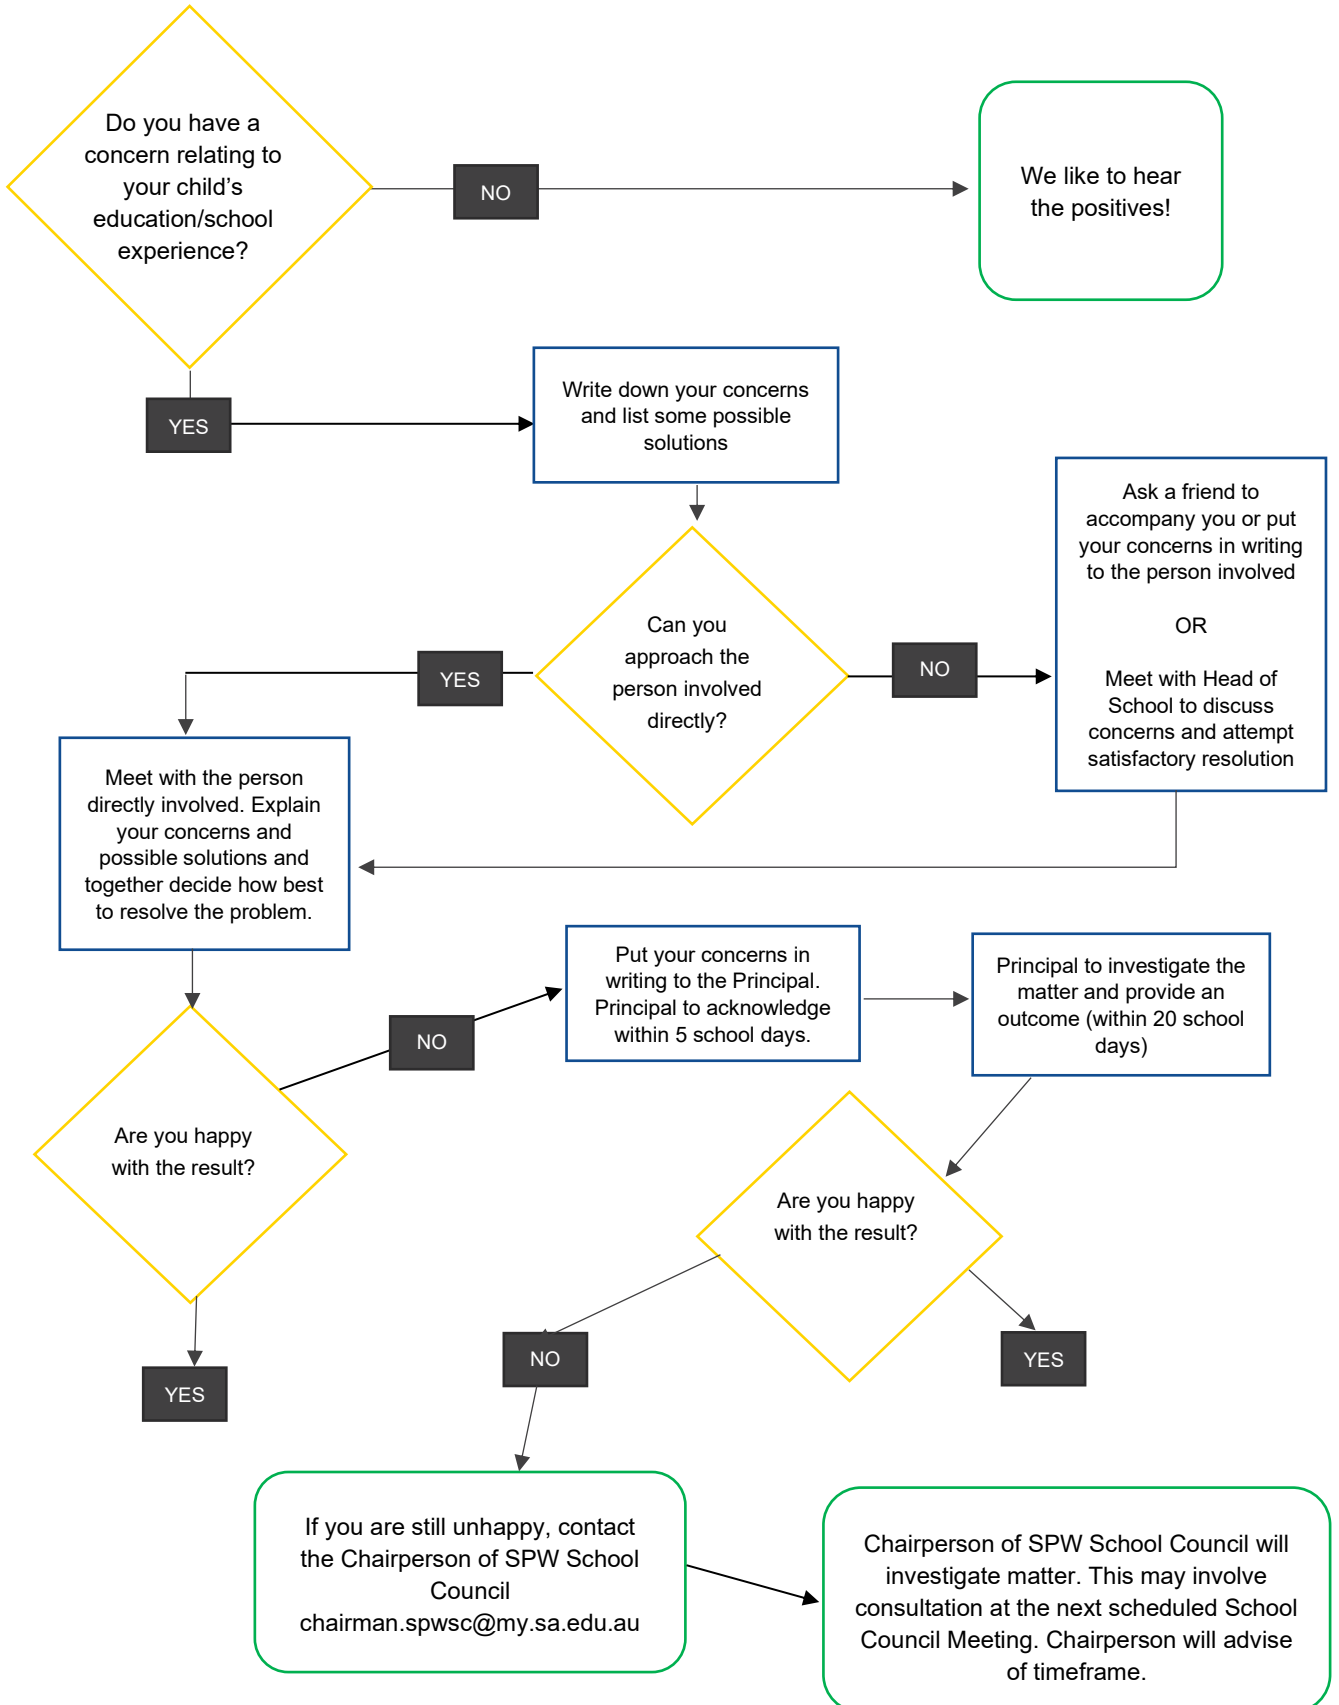 Do you have a
concern relating to
your child’s
education/school
experience?
NO
We like to hear
the positives!
YES
Write down your concerns
and list some possible
solutions
Can you
approach the
person involved
directly?
YES
NO
Ask a friend to
accompany you or put
your concerns in writing
to the person involved
OR
Meet with Head of
School to discuss
concerns and attempt
satisfactory resolution
Meet with the person
directly involved. Explain
your concerns and
possible solutions and
together decide how best
to resolve the problem.
Are you happy
with the result?
NO
Put your concerns in
writing to the Principal.
Principal to acknowledge
within 5 school days.
Principal to investigate the
matter and provide an
outcome (within 20 school
days)
Are you happy
with the result?
YES
NO
YES
If you are still unhappy, contact
the Chairperson of SPW School
Council
chairman.spwsc@my.sa.edu.au
Chairperson of SPW School Council will
investigate matter. This may involve
consultation at the next scheduled School
Council Meeting. Chairperson will advise
of timeframe.